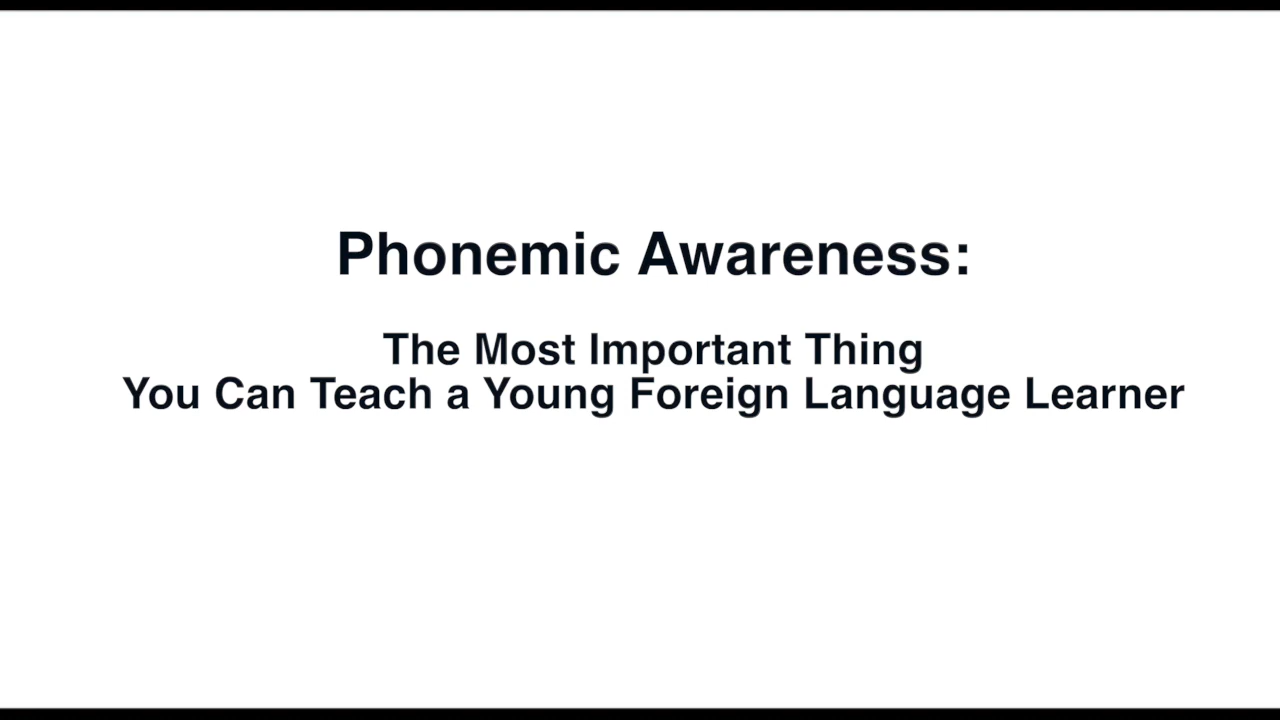 Phonemic Awareness:
The Most Important Thing
You Can Teach a Young Foreign Language Learner